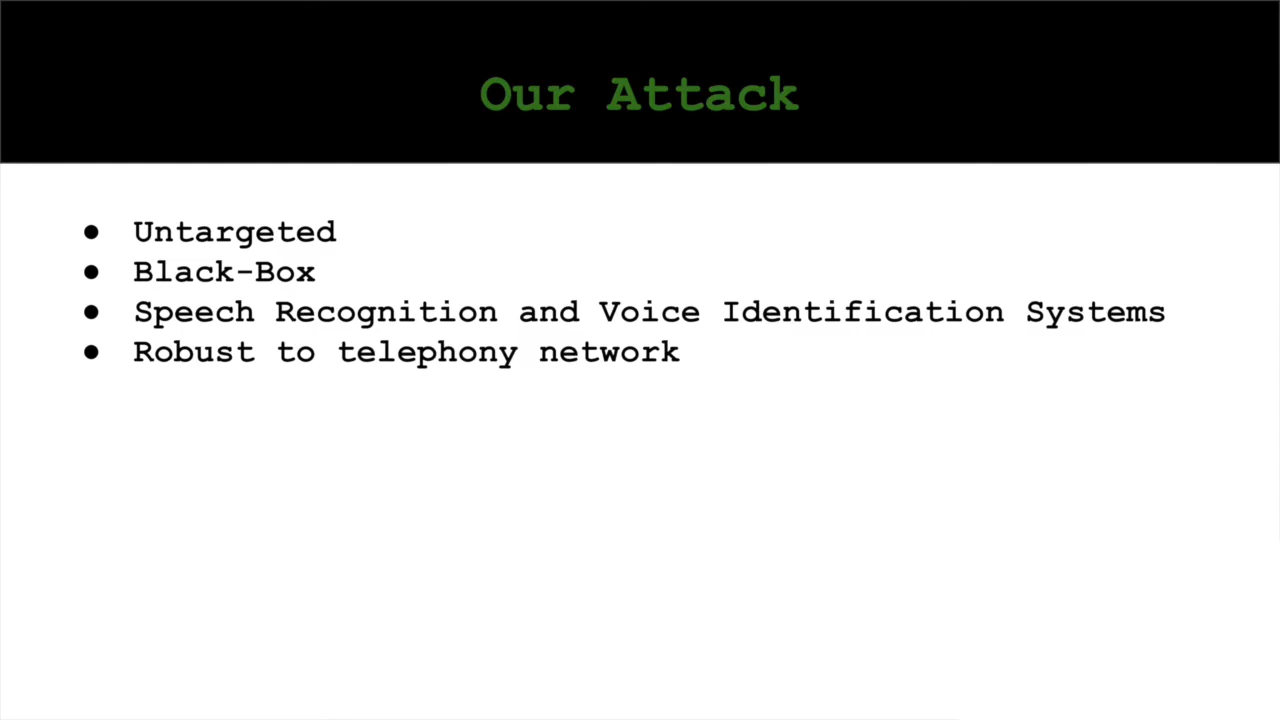 Our Attack
● Untargeted
● Black-Box
● Speech Recognition and Voice Identification Systems
● Robust to telephony network